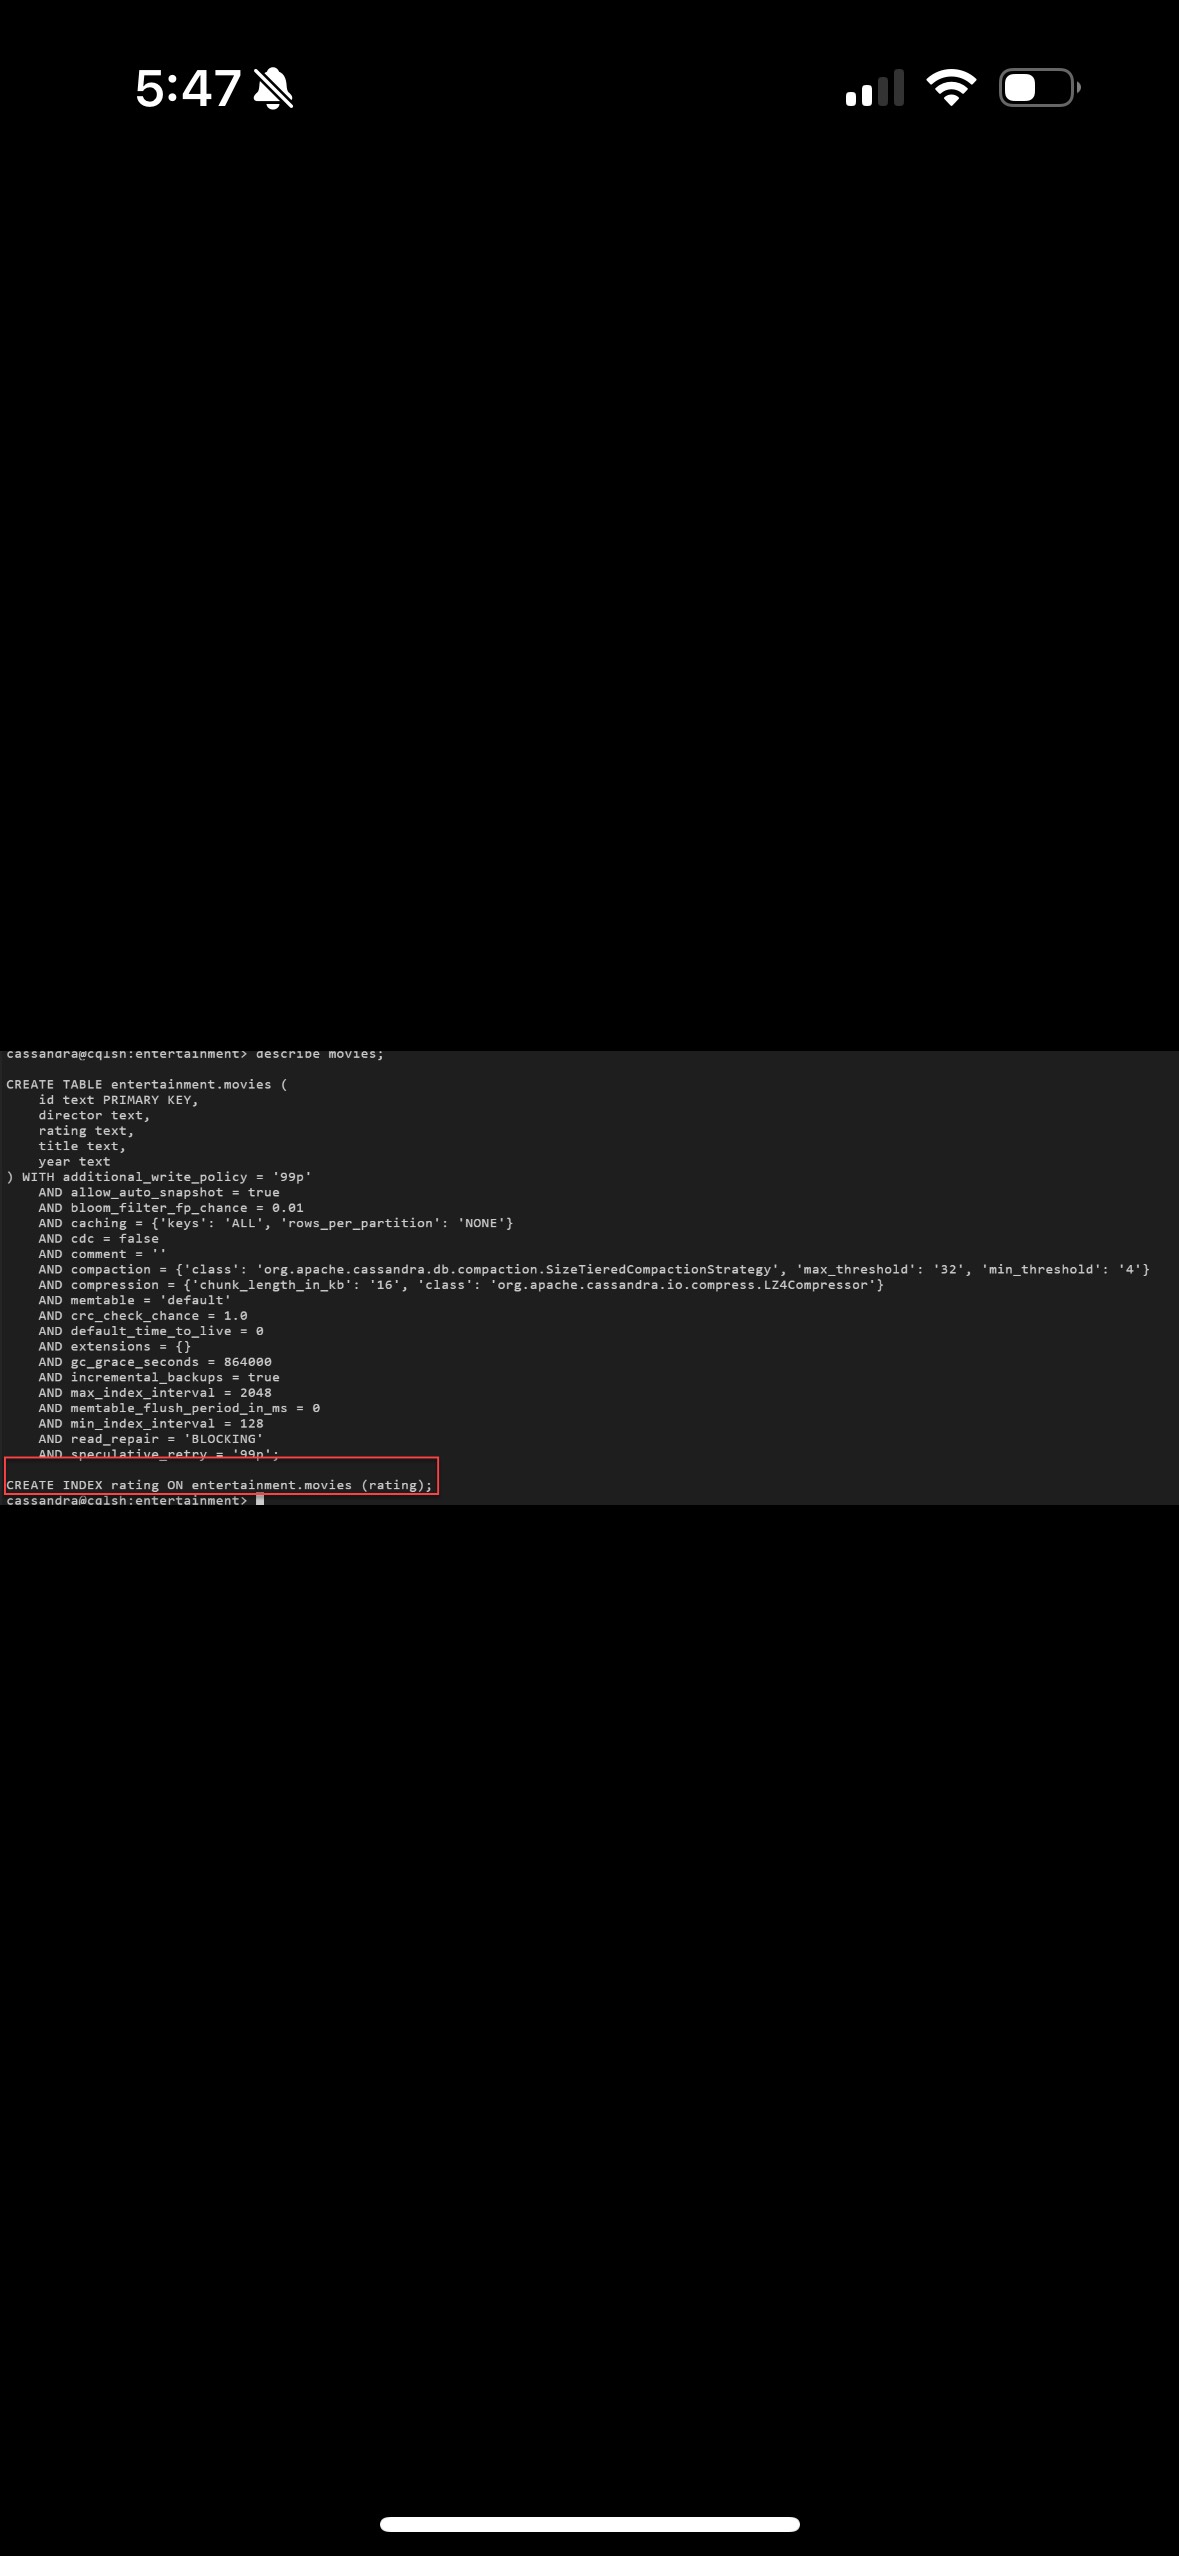 5:47
cassandra@cqlsh:entertainment> describe movies;
CREATE TABLE entertainment.movies (
    id text PRIMARY KEY,
    director text,
    rating text,
    title text,
    year text
) WITH additional_write_policy = '99p'
    AND allow_auto_snapshot = true
    AND bloom_filter_fp_chance = 0.01
    AND caching = {'keys': 'ALL', 'rows_per_partition': 'NONE'}
    AND cdc = false
    AND comment = ''
    AND compaction = {'class': 'org.apache.cassandra.db.compaction.SizeTieredCompactionStrategy', 'max_threshold': '32', 'min_threshold': '4'}
    AND compression = {'chunk_length_in_kb': '16', 'class': 'org.apache.cassandra.io.compress.LZ4Compressor'}
    AND memtable = 'default'
    AND crc_check_chance = 1.0
    AND default_time_to_live = 0
    AND extensions = {}
    AND gc_grace_seconds = 864000
    AND incremental_backups = true
    AND max_index_interval = 2048
    AND memtable_flush_period_in_ms = 0
    AND min_index_interval = 128
    AND read_repair = 'BLOCKING'
    AND speculative_retry = '99p';
CREATE INDEX rating ON entertainment.movies (rating);
cassandra@cqlsh:entertainment>